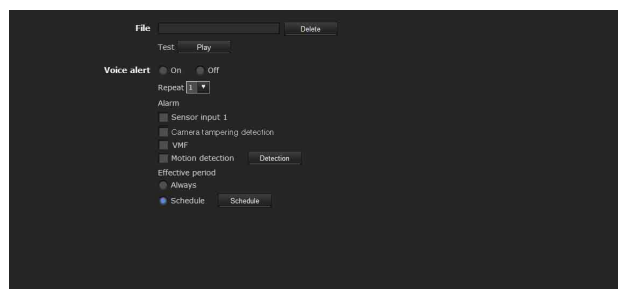 File Delete
Test Play
Voice alert On Off
Repeat 1
Alarm
Sensor input 1
Camera tampering detection
VMF
Motion detection Detection
Effective period
Always
Schedule Schedule